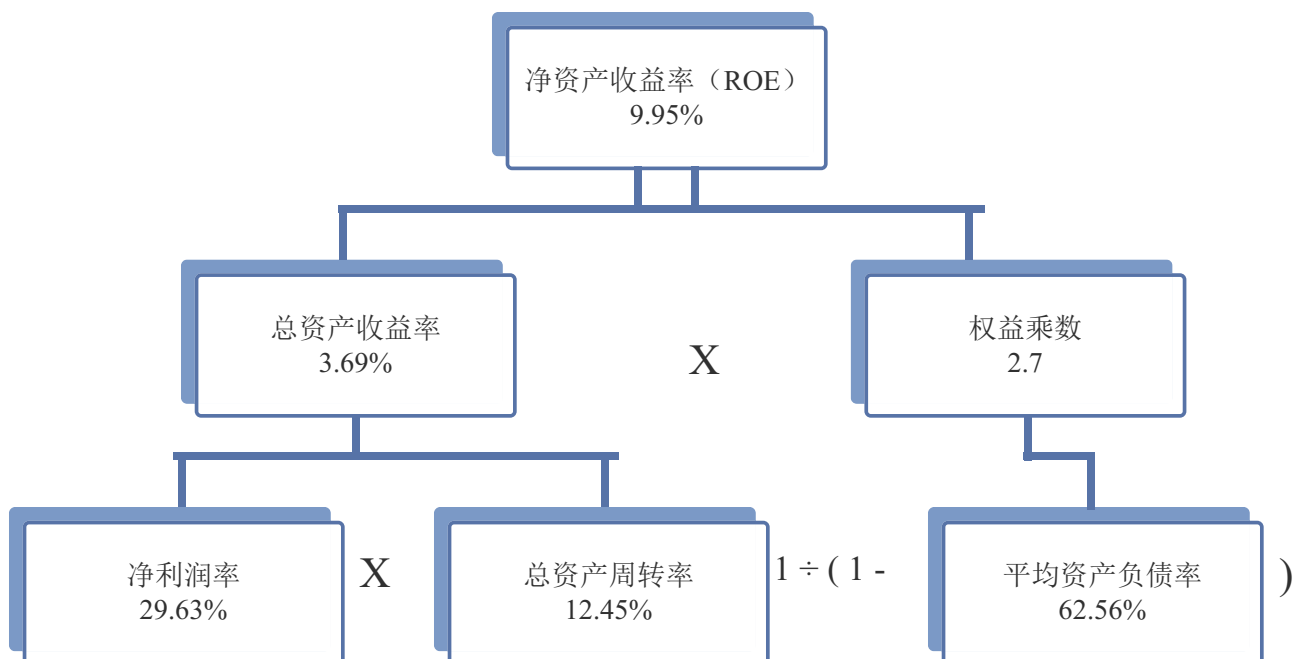 净资产收益率（ROE）
9.95%
总资产收益率
3.69%
X
权益乘数
2.7
净利润率
29.63%
X
总资产周转率
12.45%
1 ÷ ( 1 -
平均资产负债率
62.56%
)